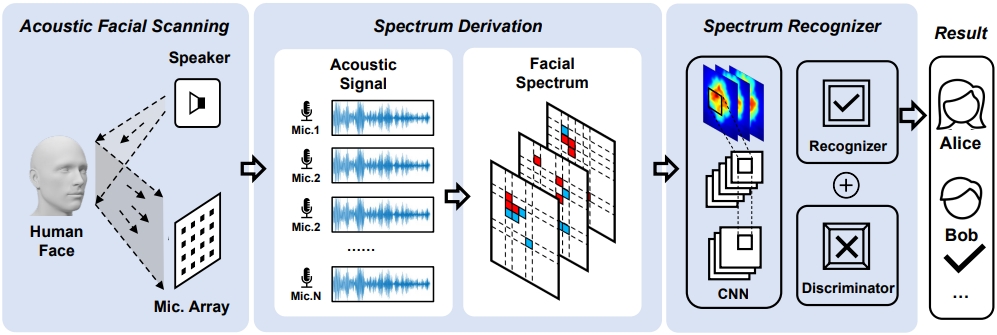 Acoustic Facial Scanning
Speaker
Human
Face
Mic. Array
Spectrum Derivation
Acoustic
Signal
Mic.1
Mic.2
Mic.2
......
Mic.N
Facial
Spectrum
Spectrum Recognizer
CNN
Recognizer
Discriminator
Result
Alice
Bob
...